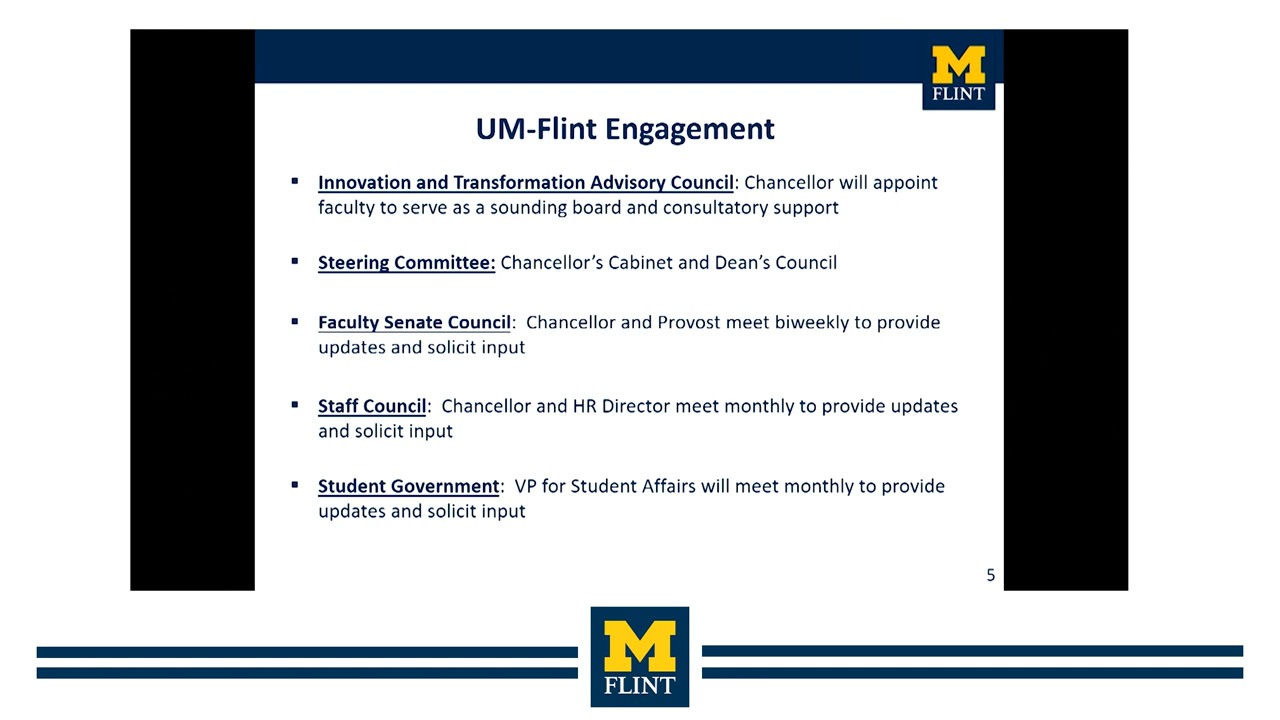 M
FLINT
UM-Flint Engagement
▪ Innovation and Transformation Advisory Council: Chancellor will appoint
faculty to serve as a sounding board and consultatory support
▪ Steering Committee: Chancellor’s Cabinet and Dean’s Council
▪ Faculty Senate Council:  Chancellor and Provost meet biweekly to provide
updates and solicit input
▪ Staff Council:  Chancellor and HR Director meet monthly to provide updates
and solicit input
▪ Student Government:  VP for Student Affairs will meet monthly to provide
updates and solicit input
5
M
FLINT